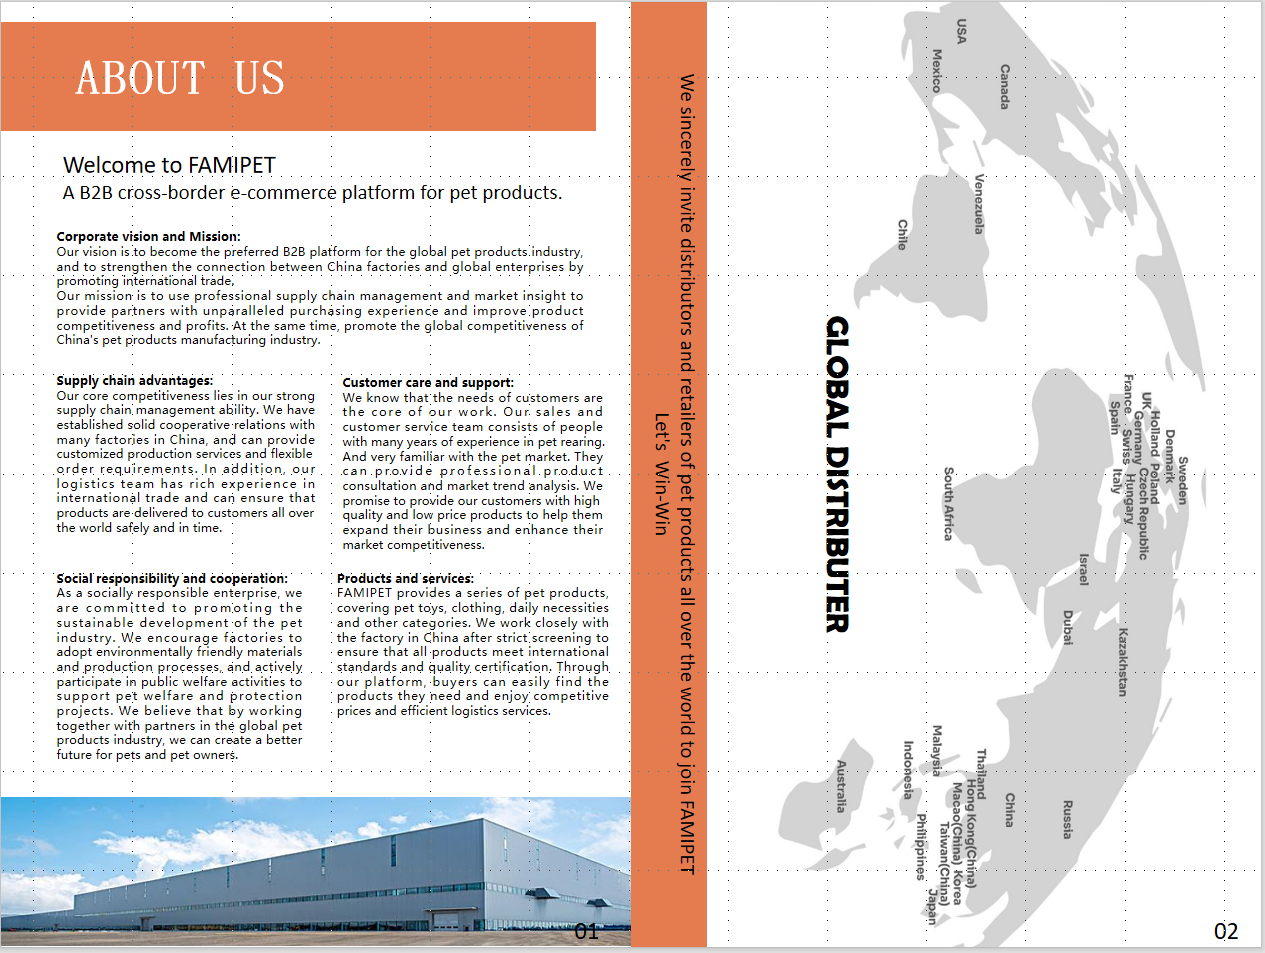 ABOUT US
Welcome to FAMIPET
A B2B cross-border e-commerce platform for pet products.
Corporate vision and Mission:
Our vision is to become the preferred B2B platform for the global pet products industry,
and to strengthen the connection between China factories and global enterprises by
promoting international trade,
Our mission is to use professional supply chain management and market insight to
provide partners with unparalleled purchasing experience and improve product
competitiveness and profits. At the same time, promote the global competitiveness of
China's pet products manufacturing industry.
Supply chain advantages:
Our core competitiveness lies in our strong
supply chain management ability. We have
established solid cooperative relations with
many factories in China, and can provide
customized production services and flexible
order requirements. In addition, our
logistics team has rich experience in
international trade and can ensure that
products are delivered to customers all over
the world safely and in time.
Customer care and support:
We know that the needs of customers are
the core of our work. Our sales and
customer service team consists of people
with many years of experience in pet rearing.
And very familiar with the pet market. They
can provide professional product
consultation and market trend analysis. We
promise to provide our customers with high
quality and low price products to help them
expand their business and enhance their
market competitiveness.
Social responsibility and cooperation:
As a socially responsible enterprise, we
are committed to promoting the
sustainable development of the pet
industry. We encourage factories to
adopt environmentally friendly materials
and production processes, and actively
participate in public welfare activities to
support pet welfare and protection
projects. We believe that by working
together with partners in the global pet
products industry, we can create a better
future for pets and pet owners.
Products and services:
FAMIPET provides a series of pet products,
covering pet toys, clothing, daily necessities
and other categories. We work closely with
the factory in China after strict screening to
ensure that all products meet international
standards and quality certification. Through
our platform, buyers can easily find the
products they need and enjoy competitive
prices and efficient logistics services.
01
We sincerely invite distributors and retailers of pet products all over the world to join FAMIPET
Let's Win-Win
GLOBAL DISTRIBUTER
USA
Mexico
Canada
Venezuela
Chile
France
Spain
UK
Holland
Germany
Swiss
Italy
Denmark
Poland
Sweden
Czech Republic
Hungary
South Africa
Israel
Dubai
Kazakhstan
Malaysia
Indonesia
Thailand
Australia
China
Russia
Hong Kong(China)
Macao(China)
Taiwan(China)
Philippines
Korea
Japan
02